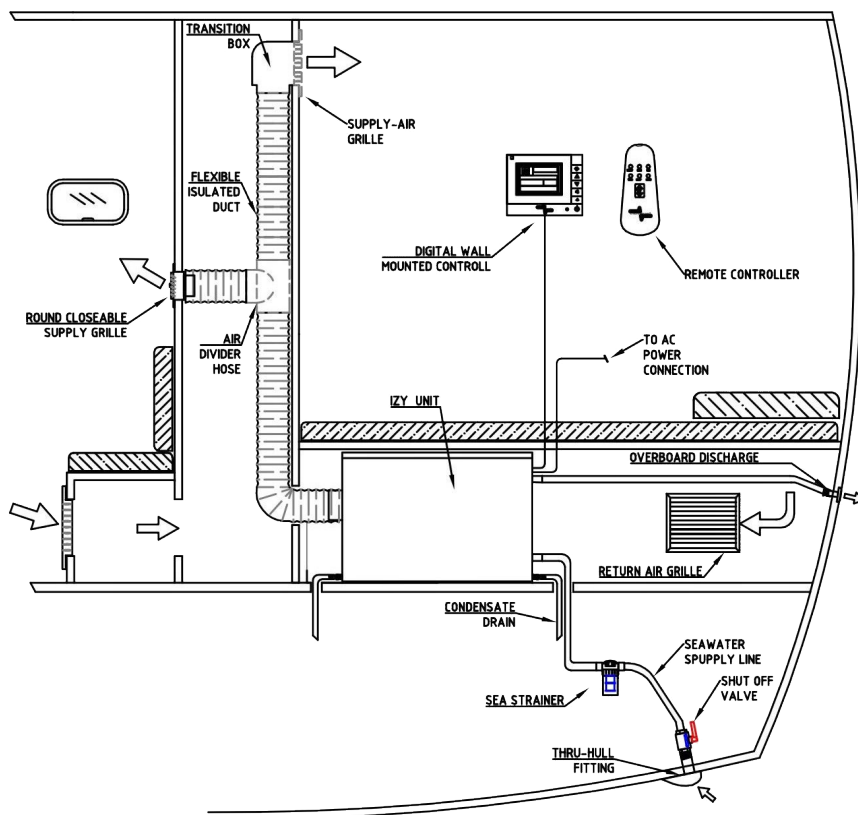 TRANSITION
BOX
SUPPLY-AIR
GRILLE
FLEXIBLE
ISULATED
DUCT
DIGITAL WALL
MOUNTED CONTROLL
REMOTE CONTROLLER
ROUND CLOSEABLE
SUPPLY GRILLE
AIR
DIVIDER
HOSE
TO AC
POWER
CONNECTION
IZY UNIT
OVERBOARD DISCHARGE
RETURN AIR GRILLE
CONDENSATE
DRAIN
SEAWATER
SPUPPLY LINE
SEA STRAINER
SHUT OFF
VALVE
THRU-HULL
FITTING